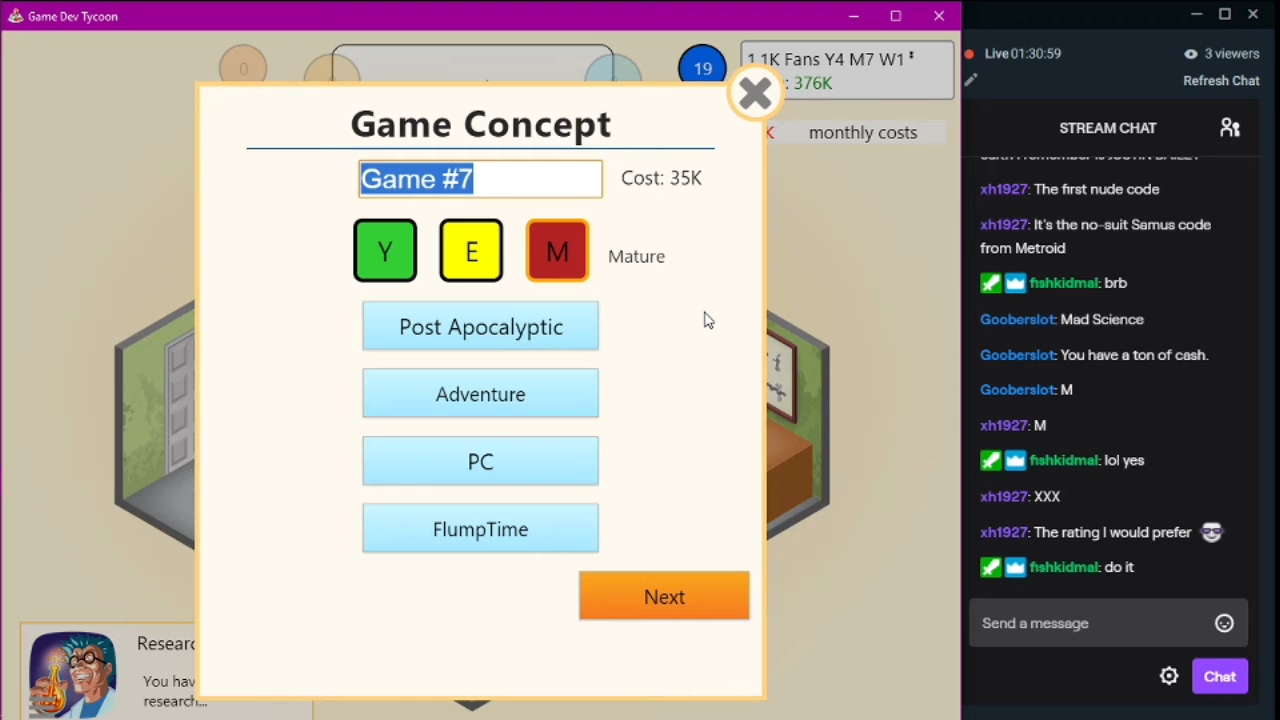 Game Dev Tycoon
0
19
1.1K Fans Y4 M7 W1
: 376K
K monthly costs
Game Concept
Game #7
Cost: 35K
Y
E
M
Mature
Post Apocalyptic
Adventure
PC
FlumpTime
Next
Researc
You hav
research...
Live 01:30:59
3 viewers
Refresh Chat
STREAM CHAT
xh1927: The first nude code
xh1927: It's the no-suit Samus code
from Metroid
fishkidmal: brb
Gooberslot: Mad Science
Gooberslot: You have a ton of cash.
Gooberslot: M
xh1927: M
fishkidmal: lol yes
xh1927: XXX
xh1927: The rating I would prefer
fishkidmal: do it
Send a message
Chat